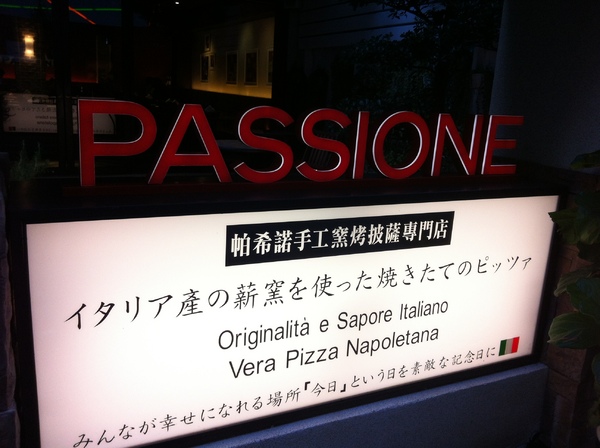 PASSIONE
帕希諾手工窯烤披薩專門店
イタリア產の薪窯を使った焼きたてのピッツァ
Originalità e Sapore Italiano
Vera Pizza Napoletana
みんなが幸せになれる場所『今日』という日を素敵な記念日に